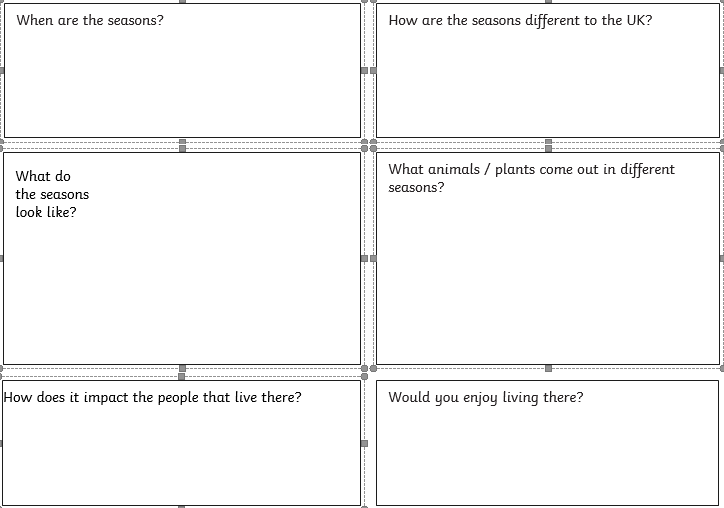 When are the seasons?
How are the seasons different to the UK?
What do
the seasons
look like?
What animals / plants come out in different
seasons?
How does it impact the people that live there?
Would you enjoy living there?